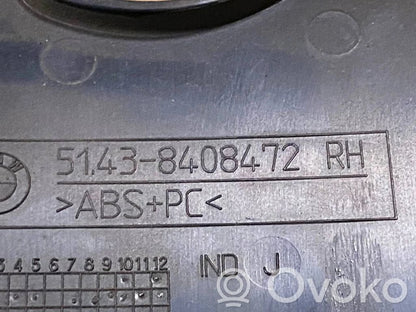 51.43-8408472 RH
>ABS+PC<
3 4 5 6 7 8 9 10 11 12 IND J
Ovoko